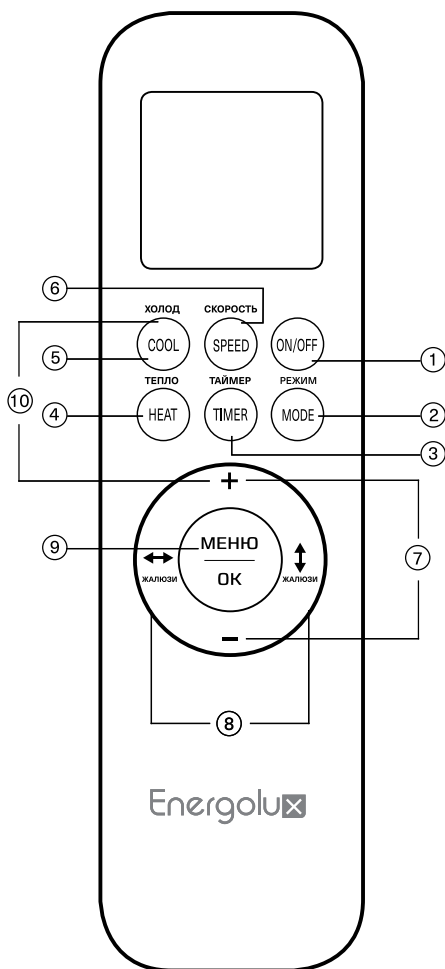 6
ХОЛОД СКОРОСТЬ
COOL SPEED ON/OFF
5 1
ТЕПЛО ТАЙМЕР РЕЖИМ
10
4 HEAT TIMER MODE 2
3
+
9 МЕНЮ 7
ЖАЛЮЗИ OK ЖАЛЮЗИ
−
8
Energolux